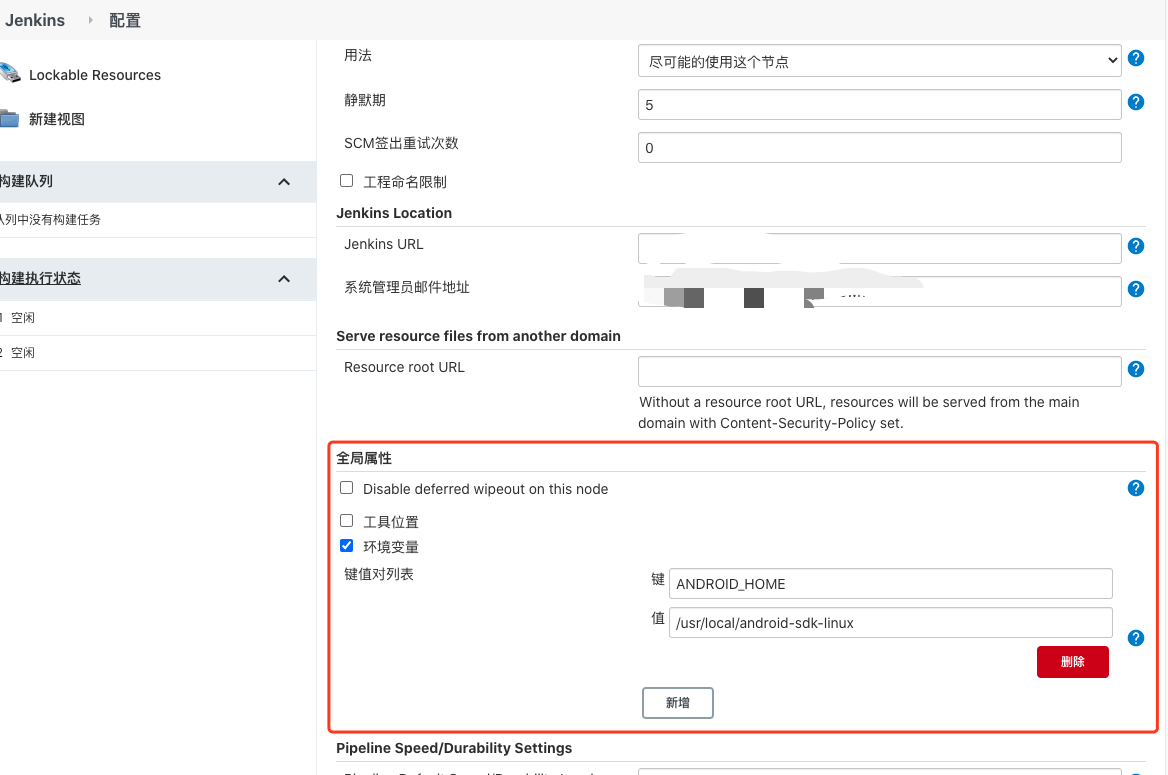 Jenkins 配置
Lockable Resources
新建视图
构建队列
队列中没有构建任务
构建执行状态
1 空闲
2 空闲
用法
尽可能的使用这个节点
静默期
5
SCM签出重试次数
0
工程命名限制
Jenkins Location
Jenkins URL
系统管理员邮件地址
Serve resource files from another domain
Resource root URL
Without a resource root URL, resources will be served from the main
domain with Content-Security-Policy set.
全局属性
Disable deferred wipeout on this node
工具位置
环境变量
键值对列表
键 ANDROID_HOME
值 /usr/local/android-sdk-linux
删除
新增
Pipeline Speed/Durability Settings